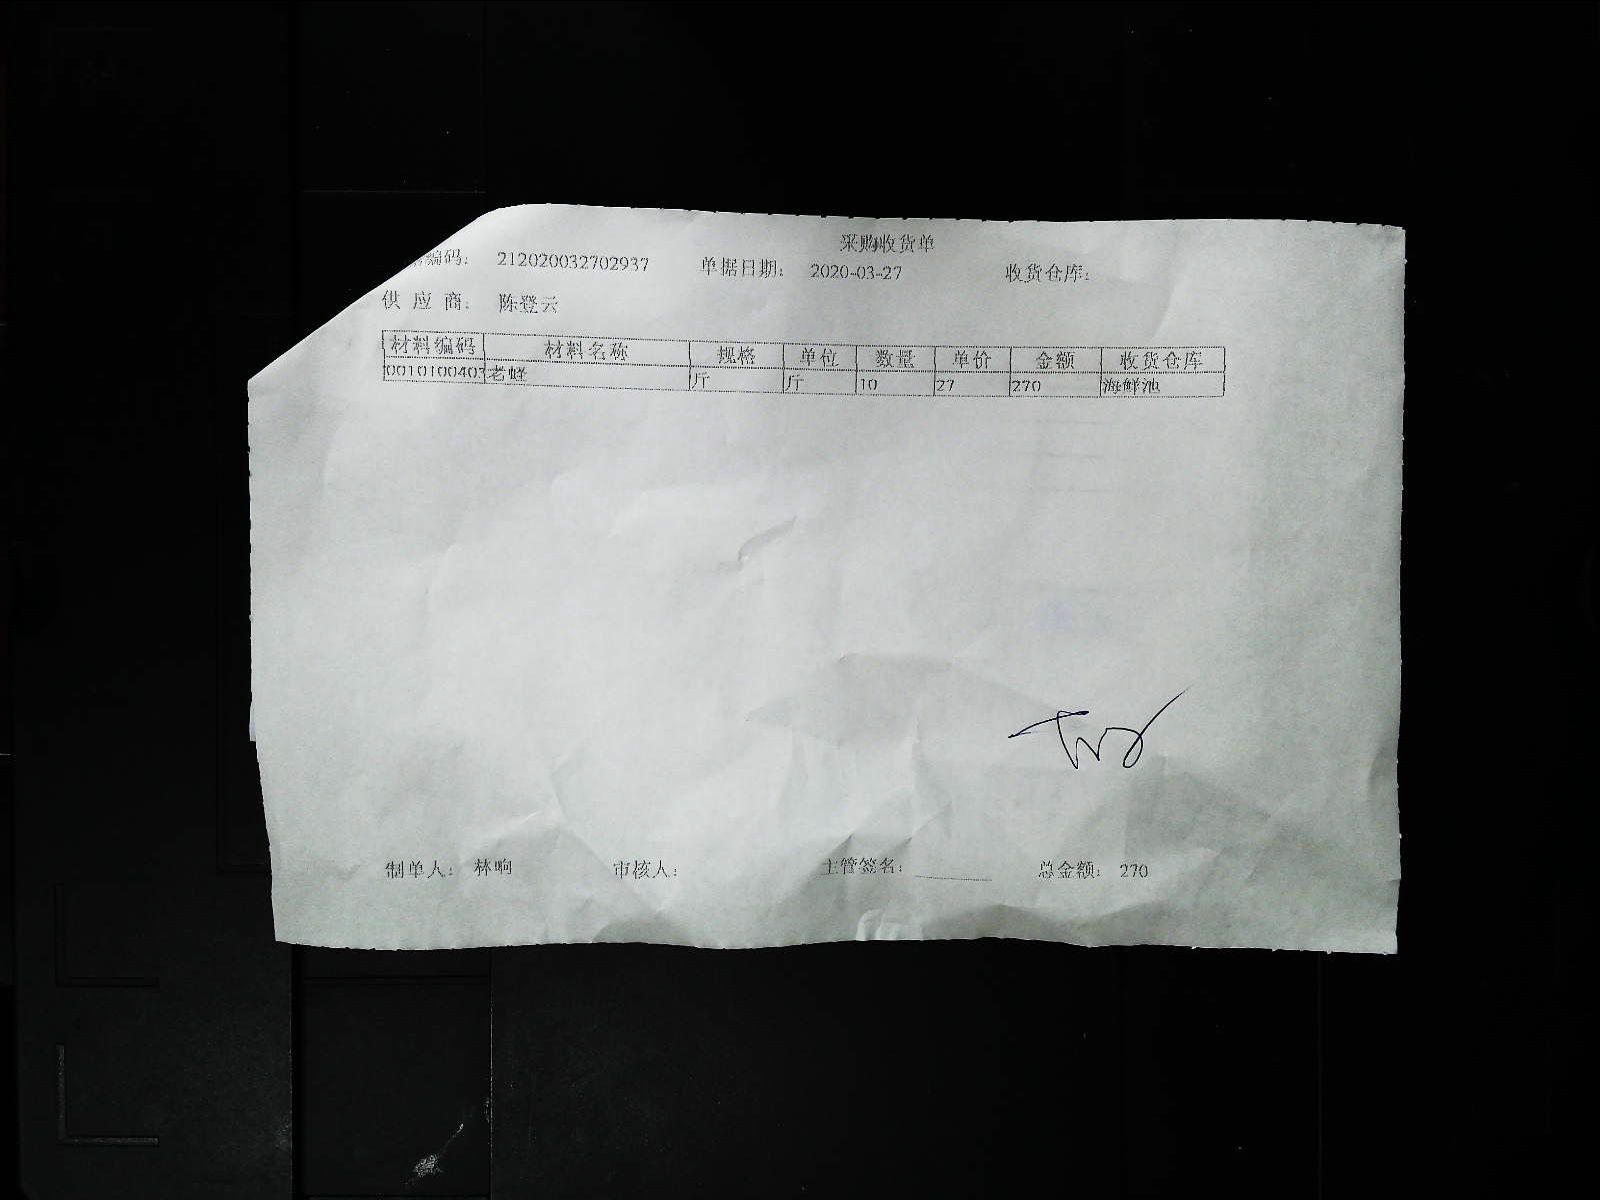 采购收货单
编码: 212020032702937 单据日期: 2020-03-27 收货仓库:
供 应 商: 陈登云
材料编码 材料名称 规格 单位 数量 单价 金额 收货仓库
0010100403 老蛏 斤 斤 10 27 270 海鲜池
制单人: 林响 审核人: 主管签名: 总金额: 270